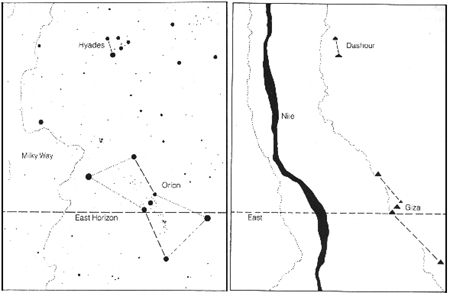 Hyades
Milky Way
Orion
East Horizon
Dashour
Nile
East
Giza